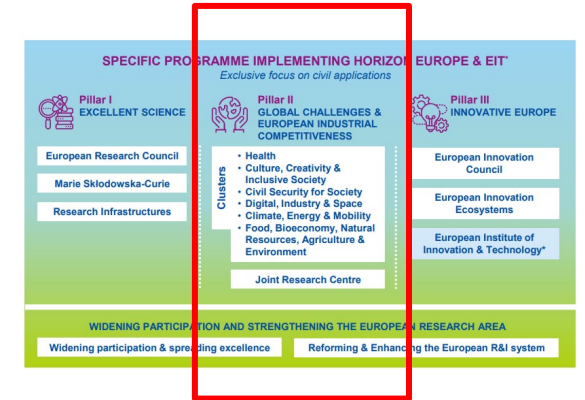 SPECIFIC PROGRAMME IMPLEMENTING HORIZON EUROPE & EIT*
Exclusive focus on civil applications
Pillar I
EXCELLENT SCIENCE
European Research Council
Marie Skłodowska-Curie
Research Infrastructures
Pillar II
GLOBAL CHALLENGES &
EUROPEAN INDUSTRIAL
COMPETITIVENESS
Clusters
• Health
• Culture, Creativity &
Inclusive Society
• Civil Security for Society
• Digital, Industry & Space
• Climate, Energy & Mobility
• Food, Bioeconomy, Natural
Resources, Agriculture &
Environment
Joint Research Centre
Pillar III
INNOVATIVE EUROPE
European Innovation
Council
European Innovation
Ecosystems
European Institute of
Innovation & Technology*
WIDENING PARTICIPATION AND STRENGTHENING THE EUROPEAN RESEARCH AREA
Widening participation & spreading excellence
Reforming & Enhancing the European R&I system